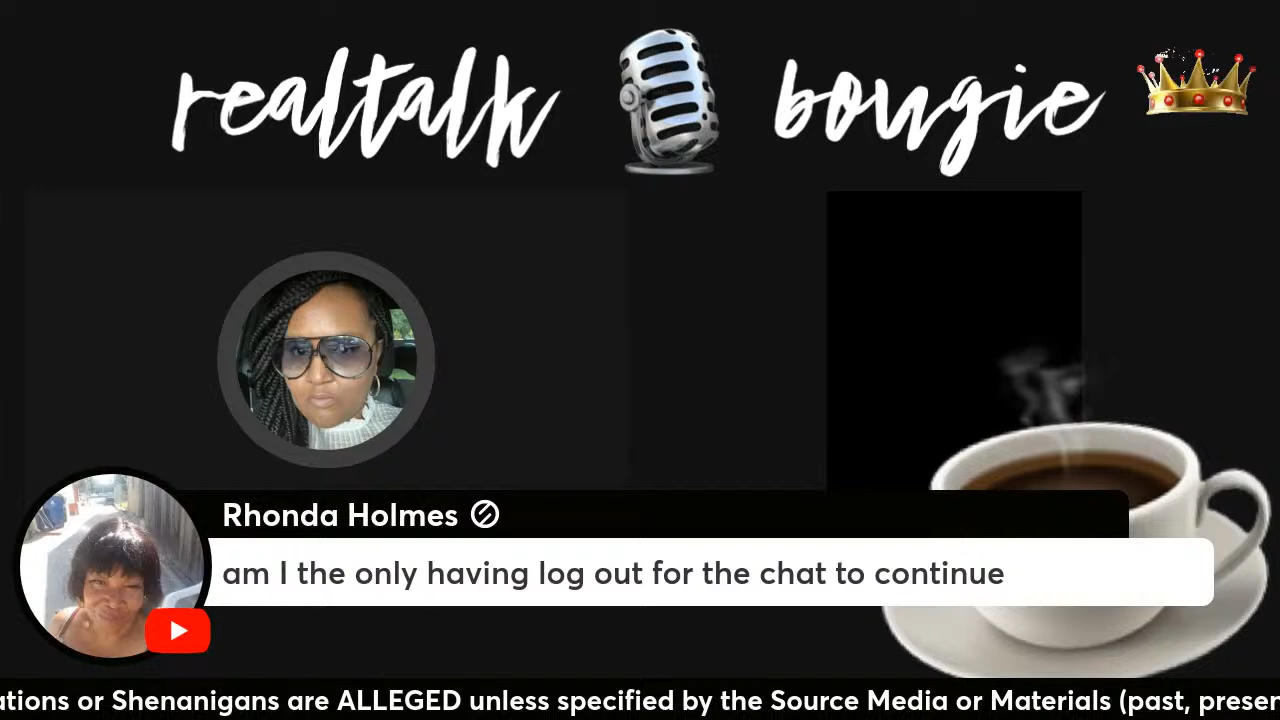 realtalk bougie
Rhonda Holmes
am I the only having log out for the chat to continue
ations or Shenanigans are ALLEGED unless specified by the Source Media or Materials (past, presen